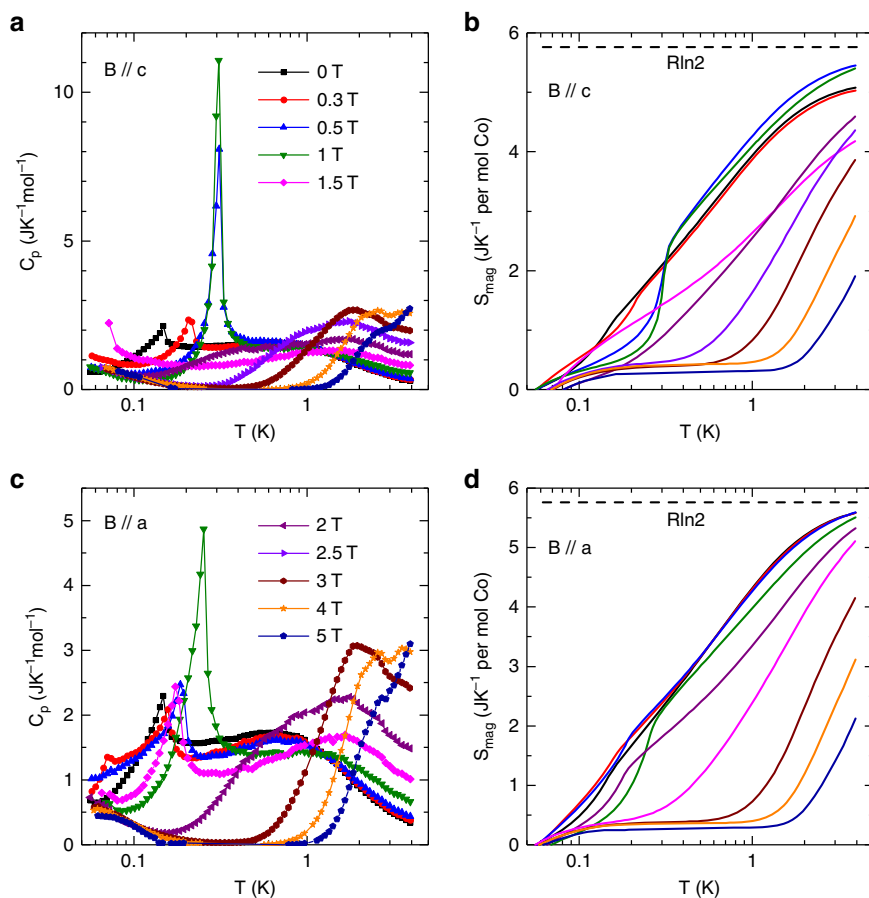 a
B // c
0 T
0.3 T
0.5 T
1 T
1.5 T
10
5
0
Cp (JK⁻¹mol⁻¹)
0.1
1
T (K)
b
6
Rln2
B // c
4
2
0
Smag (JK⁻¹ per mol Co)
0.1
1
T (K)
c
B // a
2 T
2.5 T
3 T
4 T
5 T
5
4
3
2
1
0
Cp (JK⁻¹mol⁻¹)
0.1
1
T (K)
d
6
Rln2
5
B // a
4
3
2
1
0
Smag (JK⁻¹ per mol Co)
0.1
1
T (K)